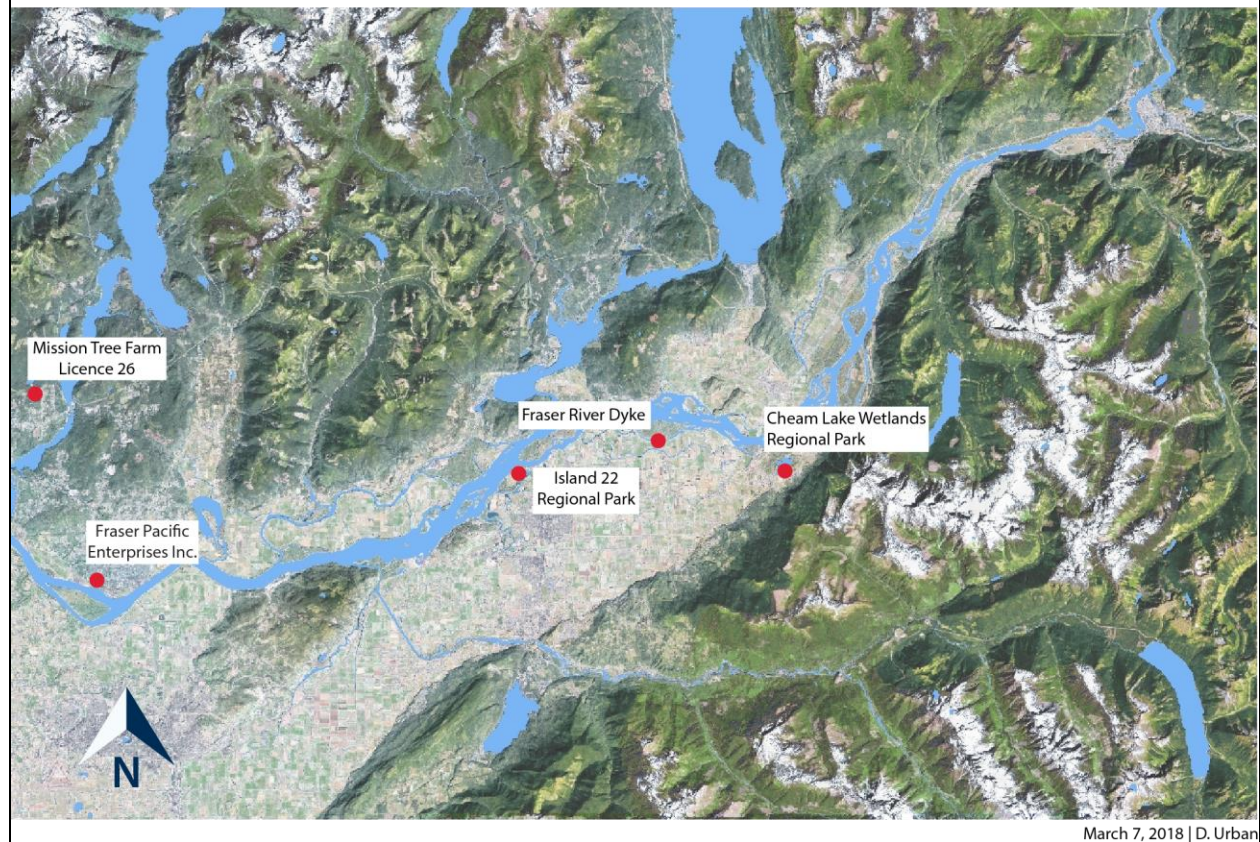 Mission Tree Farm
Licence 26
Fraser River Dyke
Cheam Lake Wetlands
Regional Park
Island 22
Regional Park
Fraser Pacific
Enterprises Inc.
N
March 7, 2018 | D. Urban